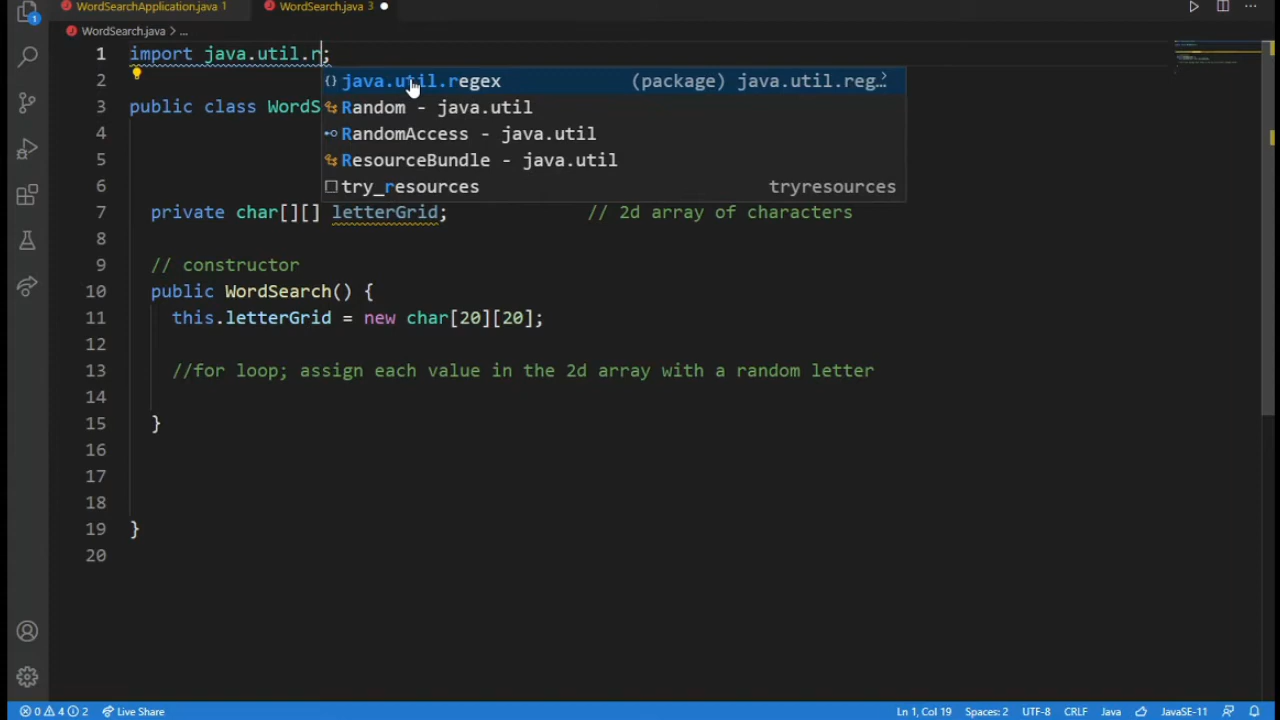 WordSearchApplication.java 1 WordSearch.java 3
WordSearch.java > ...
1 import java.util.r;
java.util.regex (package) java.util.reg…
2
Random - java.util
3 public class WordS
RandomAccess - java.util
4
ResourceBundle - java.util
5
try_resources tryresources
6
7 private char[][] letterGrid; // 2d array of characters
8
9 // constructor
10 public WordSearch() {
11 this.letterGrid = new char[20][20];
12
13 //for loop; assign each value in the 2d array with a random letter
14
15 }
16
17
18
19 }
20
1
0 4 2 Live Share Ln 1, Col 19 Spaces: 2 UTF-8 CRLF Java JavaSE-11